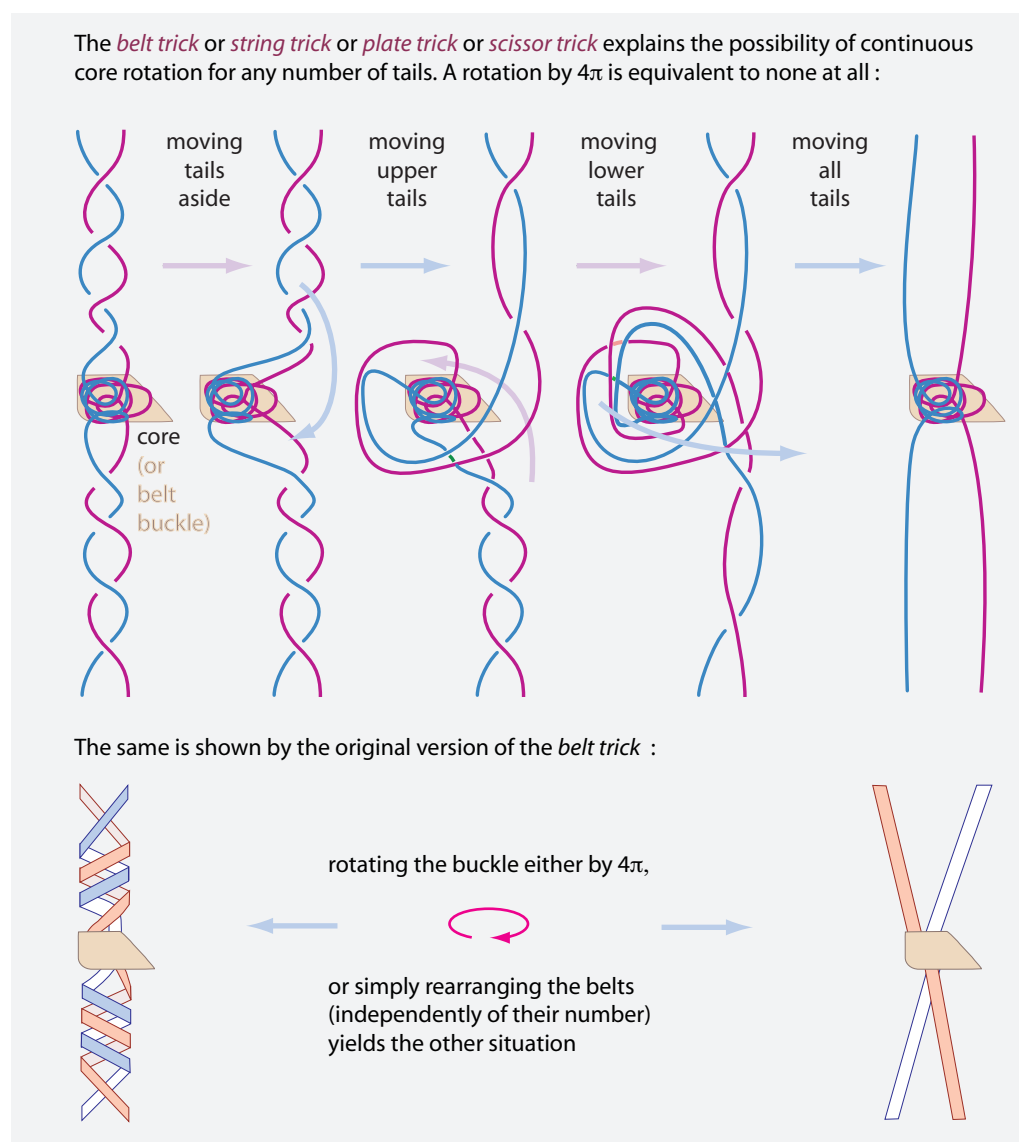 The belt trick or string trick or plate trick or scissor trick explains the possibility of continuous
core rotation for any number of tails. A rotation by 4π is equivalent to none at all :
moving
tails
aside
moving
upper
tails
moving
lower
tails
moving
all
tails
core
(or
belt
buckle)
The same is shown by the original version of the belt trick :
rotating the buckle either by 4π,
or simply rearranging the belts
(independently of their number)
yields the other situation